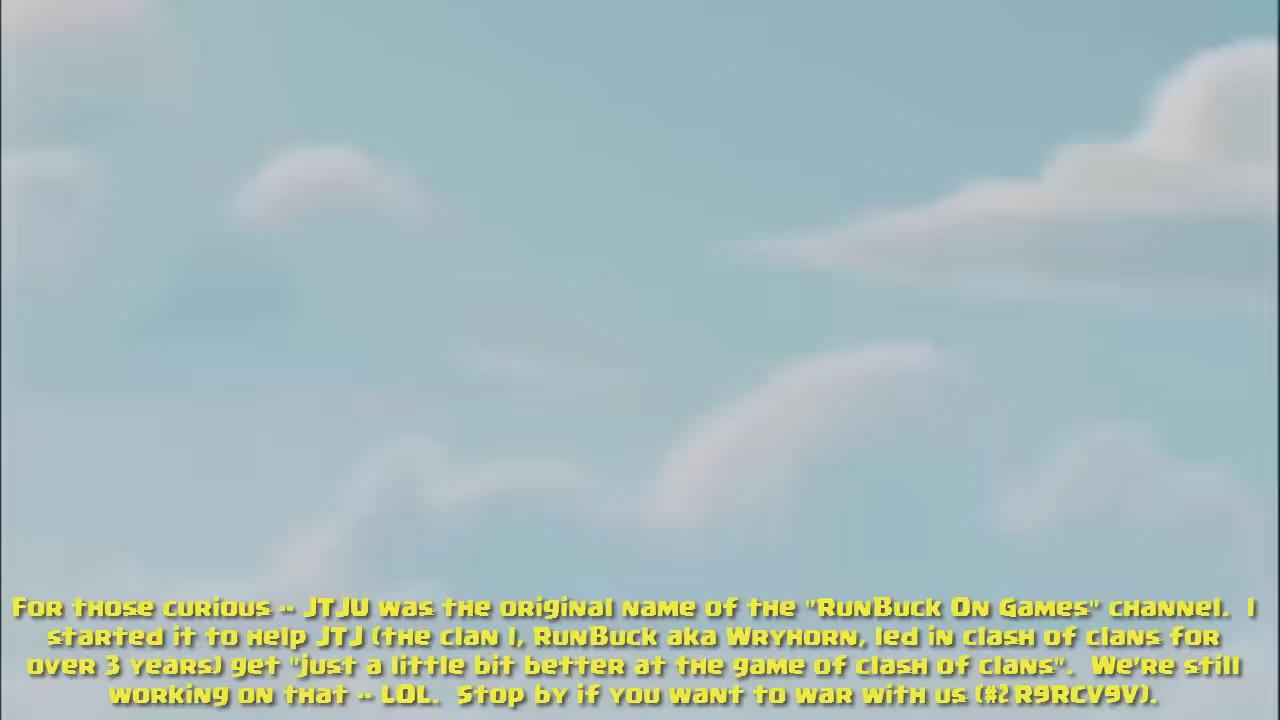 For those curious -- JTJU was the original name of the "RunBuck On Games" channel.  I
started it to help JTJ (the clan I, RunBuck aka Wryhorn, led in clash of clans for
over 3 years) get "just a little bit better at the game of clash of clans".  We're still
working on that -- LOL.  Stop by if you want to war with us (#2R9RCV9V).